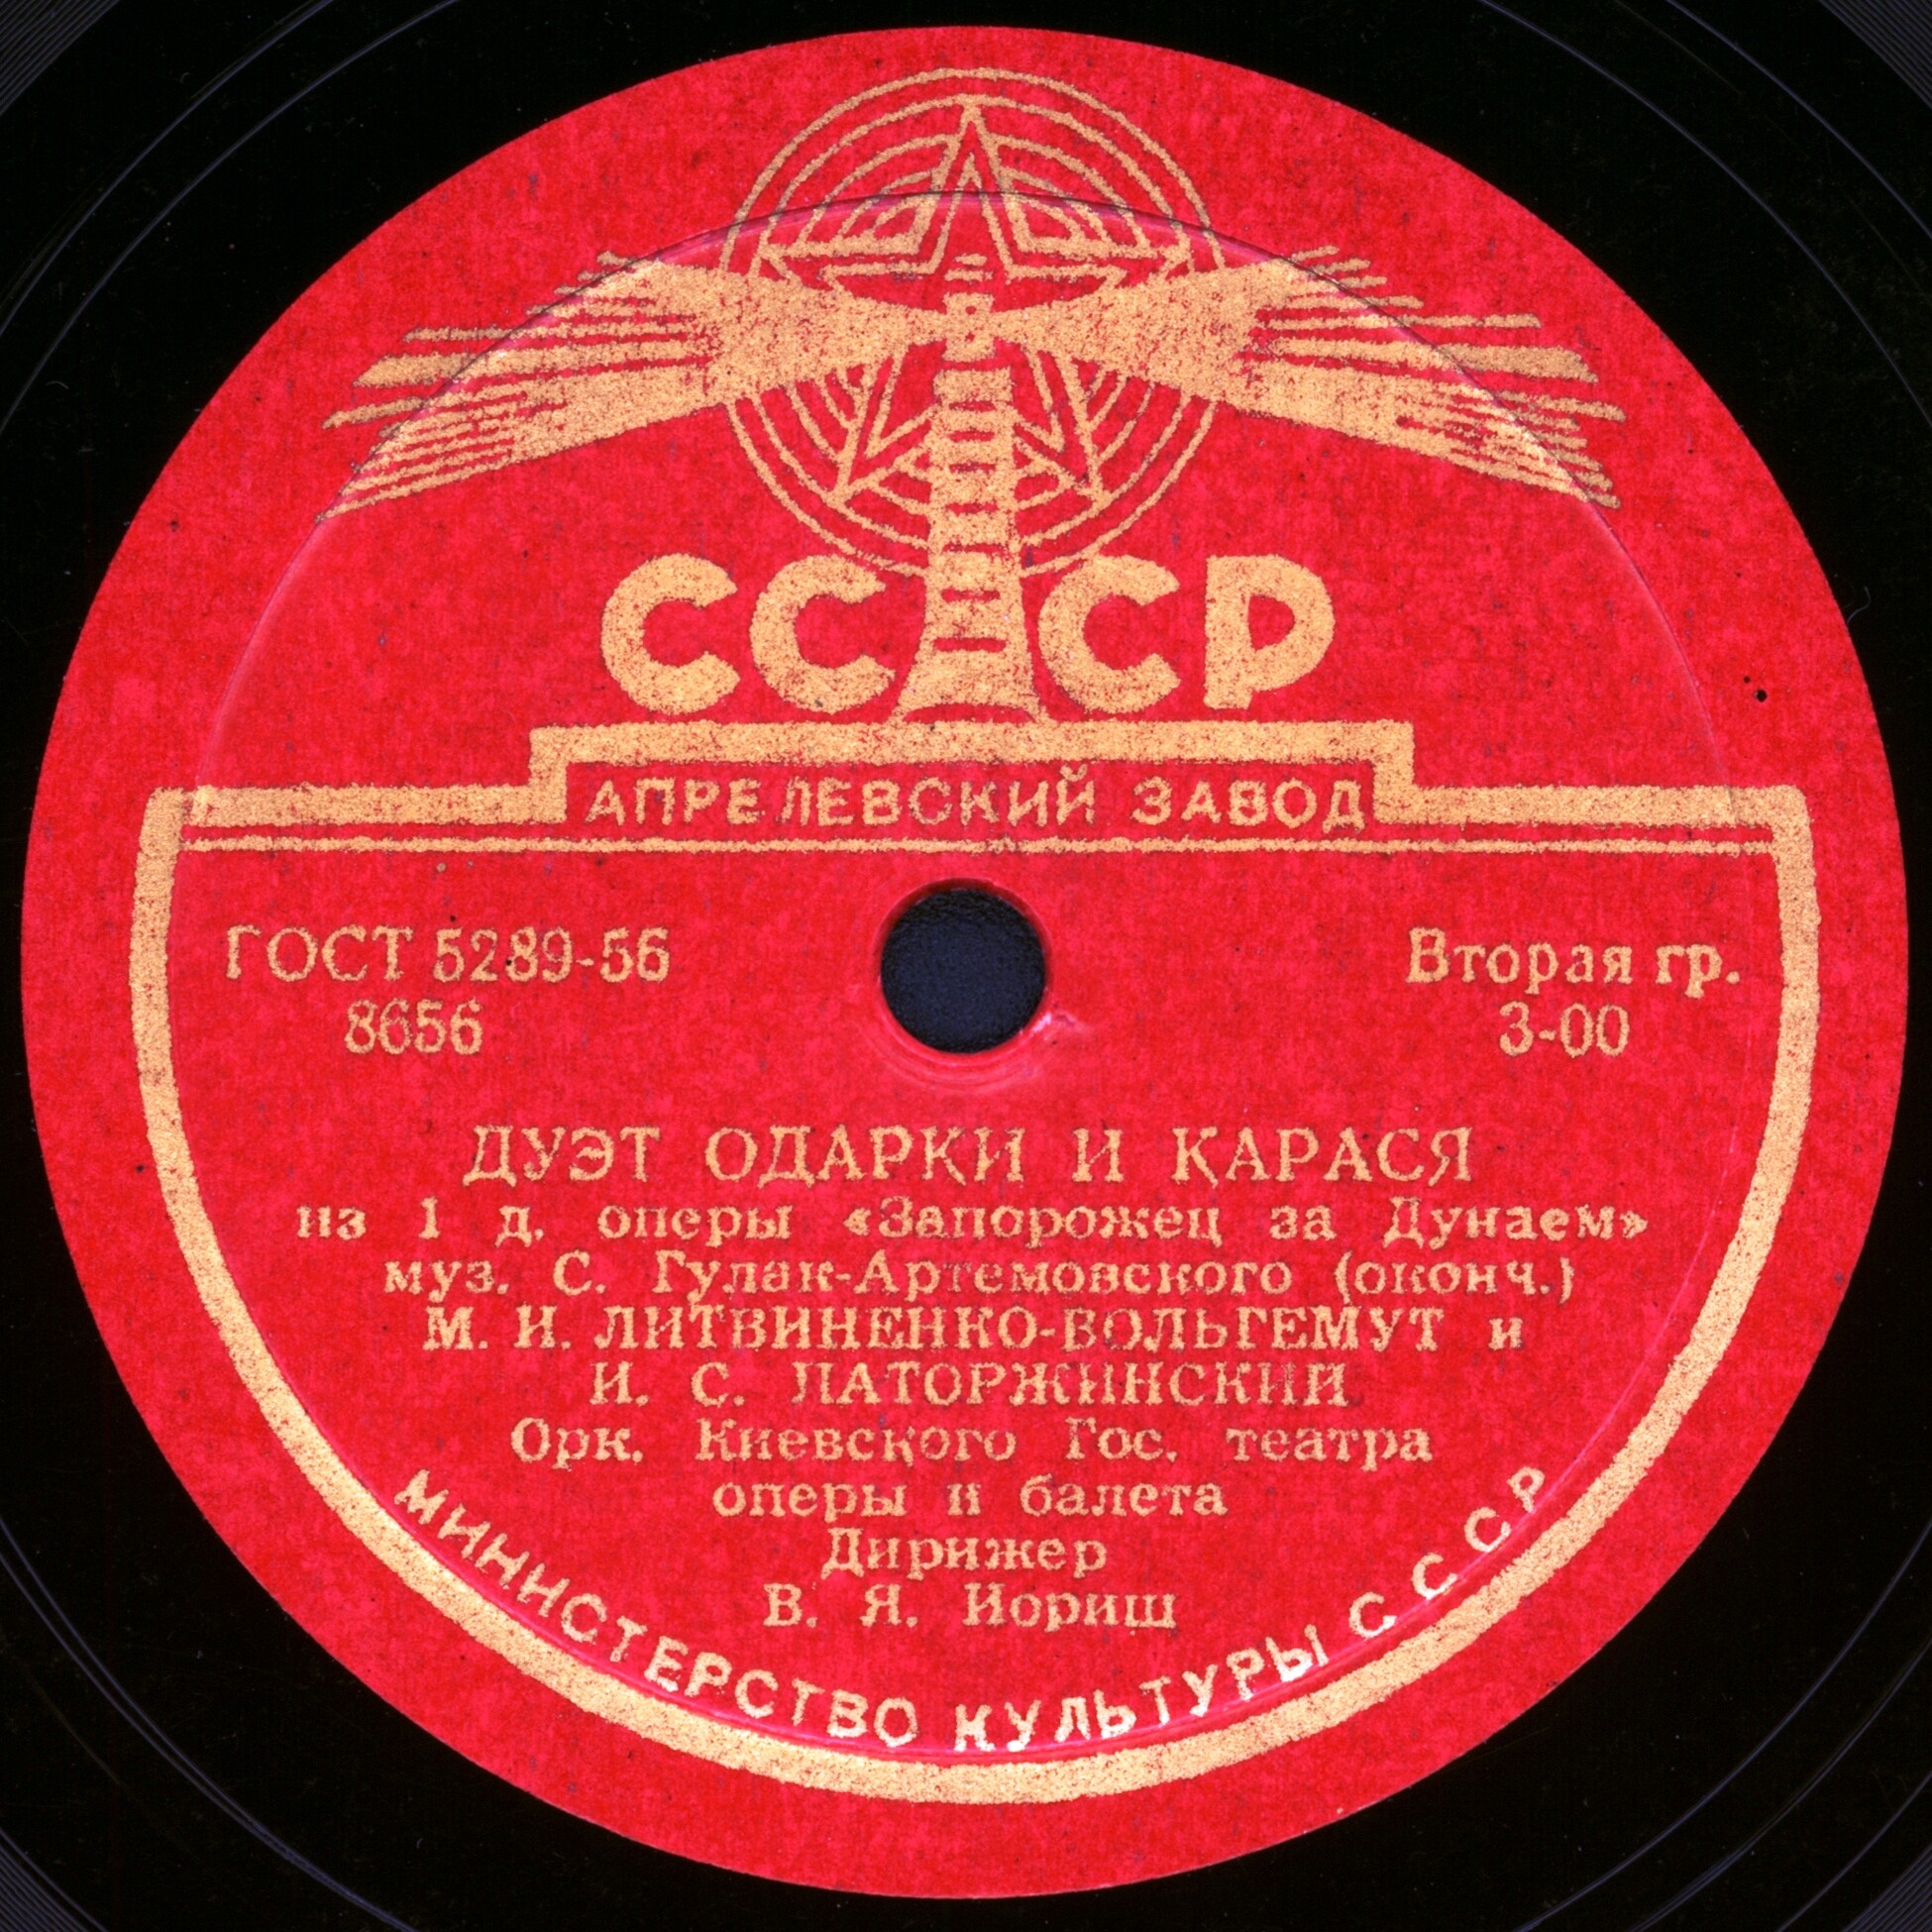 СССР
АПРЕЛЕВСКИЙ ЗАВОД
ГОСТ 5289-56
8656
Вторая гр.
3-00
ДУЭТ ОДАРКИ И КАРАСЯ
из 1 д. оперы «Запорожец за Дунаем»
муз. С. Гулак-Артемовского (оконч.)
М. И. ЛИТВИНЕНКО-ВОЛЬГЕМУТ и
И. С. ПАТОРЖИНСКИЙ
Орк. Киевского Гос. театра
оперы и балета
Дирижер
В. Я. Йориш
МИНИСТЕРСТВО КУЛЬТУРЫ СССР